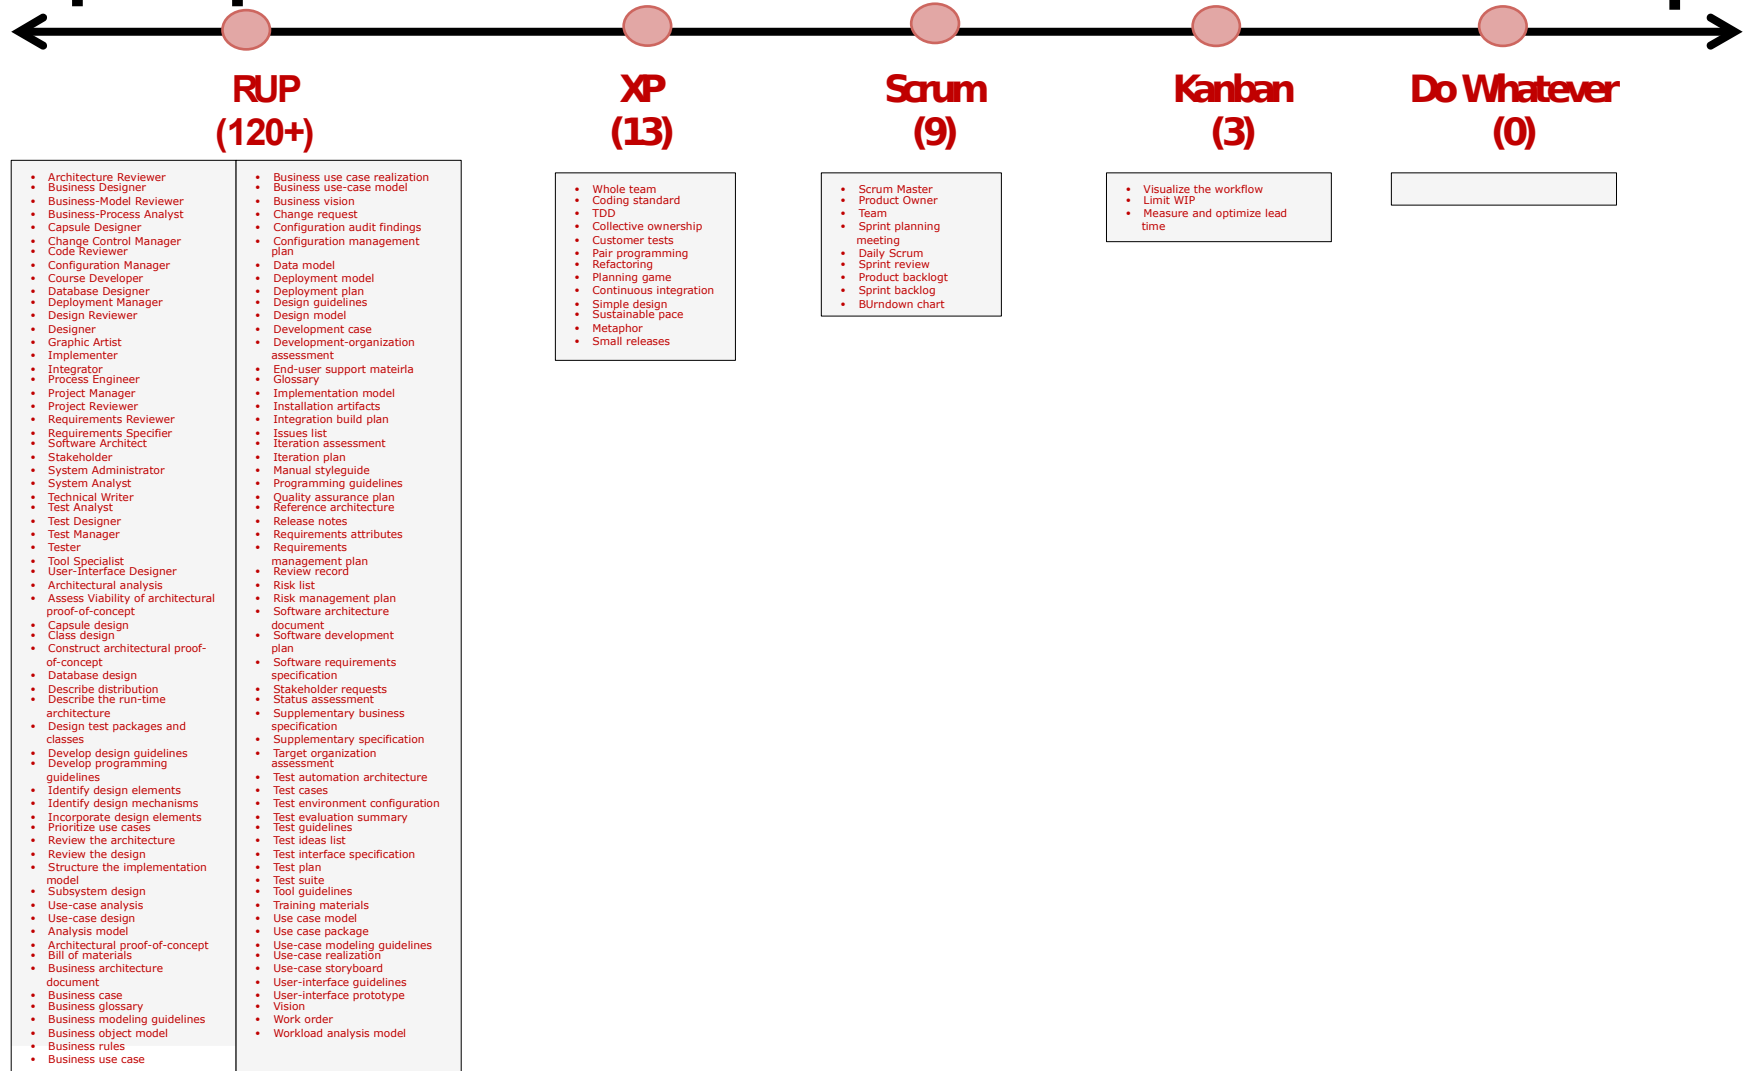 RUP
(120+)
XP
(13)
Scrum
(9)
Kanban
(3)
Do Whatever
(0)
• Architecture Reviewer
• Business Designer
• Business-Model Reviewer
• Business-Process Analyst
• Capsule Designer
• Change Control Manager
• Code Reviewer
• Configuration Manager
• Course Developer
• Database Designer
• Deployment Manager
• Design Reviewer
• Designer
• Graphic Artist
• Implementer
• Integrator
• Process Engineer
• Project Manager
• Project Reviewer
• Requirements Reviewer
• Requirements Specifier
• Software Architect
• Stakeholder
• System Administrator
• System Analyst
• Technical Writer
• Test Analyst
• Test Designer
• Test Manager
• Tester
• Tool Specialist
• User-Interface Designer
• Architectural analysis
• Assess Viability of architectural
proof-of-concept
• Capsule design
• Class design
• Construct architectural proof-
of-concept
• Database design
• Describe distribution
• Describe the run-time
architecture
• Design test packages and
classes
• Develop design guidelines
• Develop programming
guidelines
• Identify design elements
• Identify design mechanisms
• Incorporate design elements
• Prioritize use cases
• Review the architecture
• Review the design
• Structure the implementation
model
• Subsystem design
• Use-case analysis
• Use-case design
• Analysis model
• Architectural proof-of-concept
• Bill of materials
• Business architecture
document
• Business case
• Business glossary
• Business modeling guidelines
• Business object model
• Business rules
• Business use case
• Business use case realization
• Business use-case model
• Business vision
• Change request
• Configuration audit findings
• Configuration management
plan
• Data model
• Deployment model
• Deployment plan
• Design guidelines
• Design model
• Development case
• Development-organization
assessment
• End-user support mateirla
• Glossary
• Implementation model
• Installation artifacts
• Integration build plan
• Issues list
• Iteration assessment
• Iteration plan
• Manual styleguide
• Programming guidelines
• Quality assurance plan
• Reference architecture
• Release notes
• Requirements attributes
• Requirements
management plan
• Review record
• Risk list
• Risk management plan
• Software architecture
document
• Software development
plan
• Software requirements
specification
• Stakeholder requests
• Status assessment
• Supplementary business
specification
• Supplementary specification
• Target organization
assessment
• Test automation architecture
• Test cases
• Test environment configuration
• Test evaluation summary
• Test guidelines
• Test ideas list
• Test interface specification
• Test plan
• Test suite
• Tool guidelines
• Training materials
• Use case model
• Use case package
• Use-case modeling guidelines
• Use-case realization
• Use-case storyboard
• User-interface guidelines
• User-interface prototype
• Vision
• Work order
• Workload analysis model
• Whole team
• Coding standard
• TDD
• Collective ownership
• Customer tests
• Pair programming
• Refactoring
• Planning game
• Continuous integration
• Simple design
• Sustainable pace
• Metaphor
• Small releases
• Scrum Master
• Product Owner
• Team
• Sprint planning
meeting
• Daily Scrum
• Sprint review
• Product backlogt
• Sprint backlog
• BUrndown chart
• Visualize the workflow
• Limit WIP
• Measure and optimize lead
time